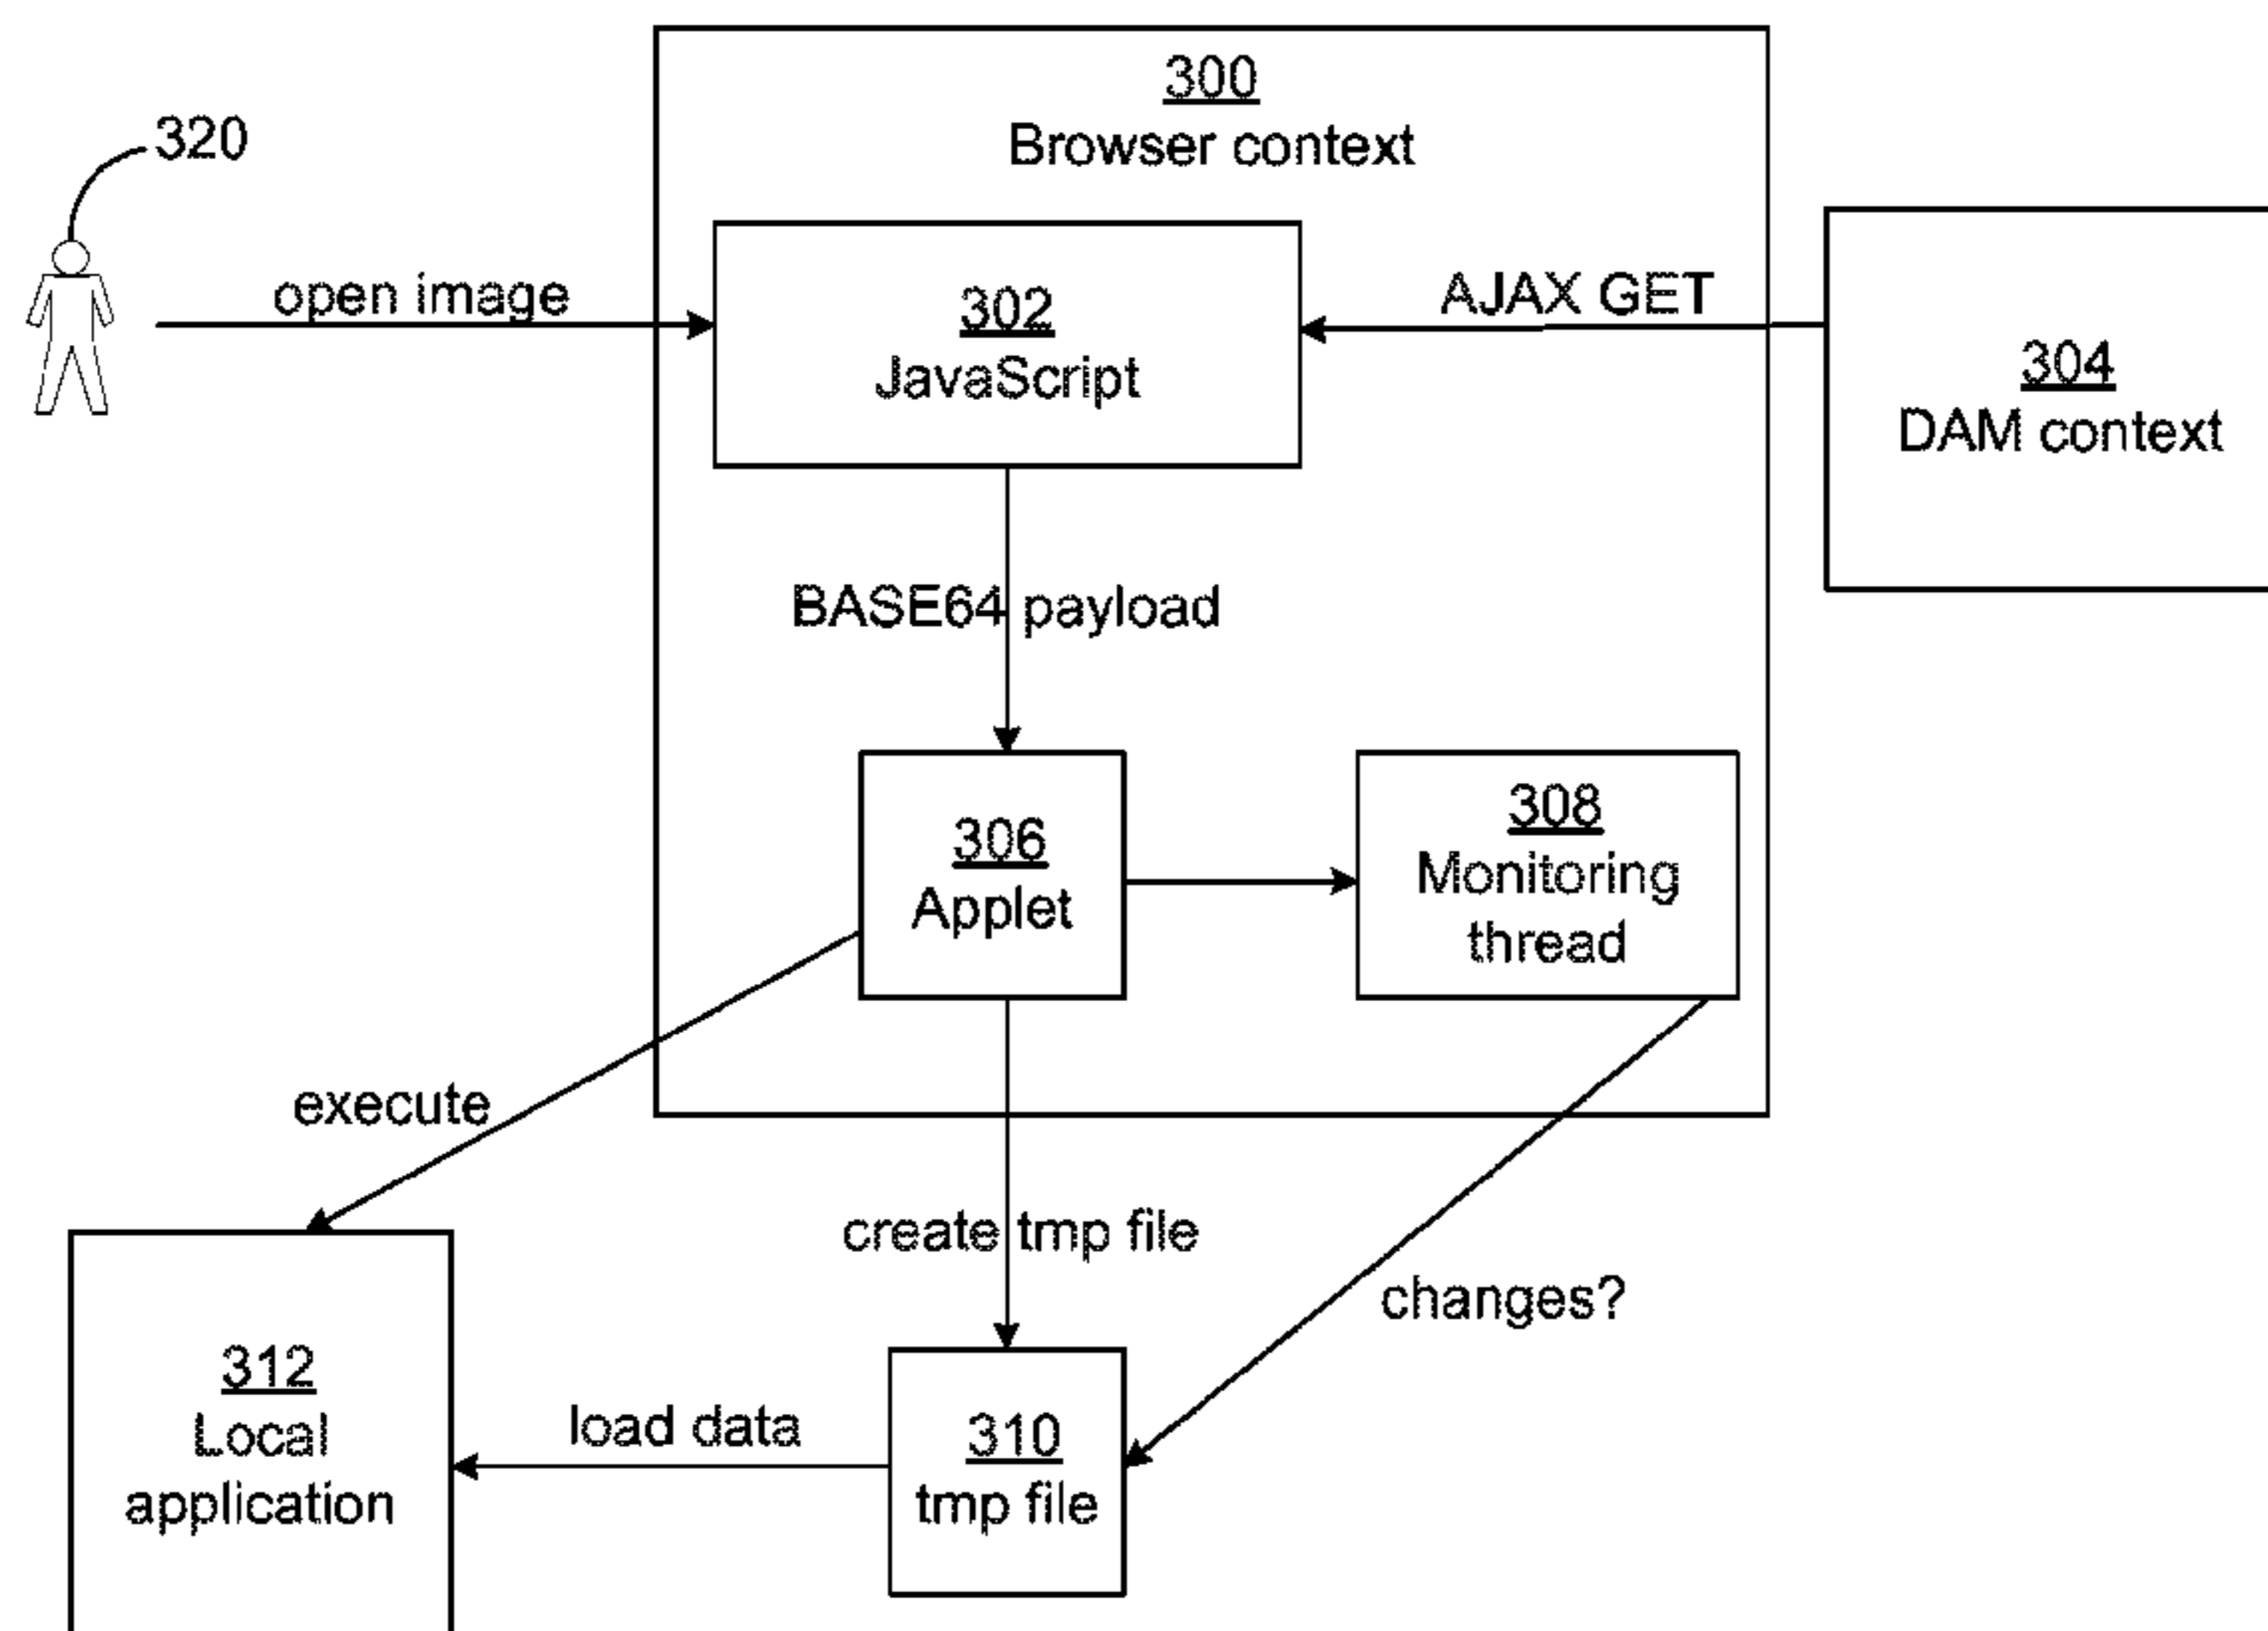 300
Browser context
320
open image
302
JavaScript
AJAX GET
304
DAM context
BASE64 payload
306
Applet
308
Monitoring
thread
execute
create tmp file
changes?
312
Local
application
load data
310
tmp file